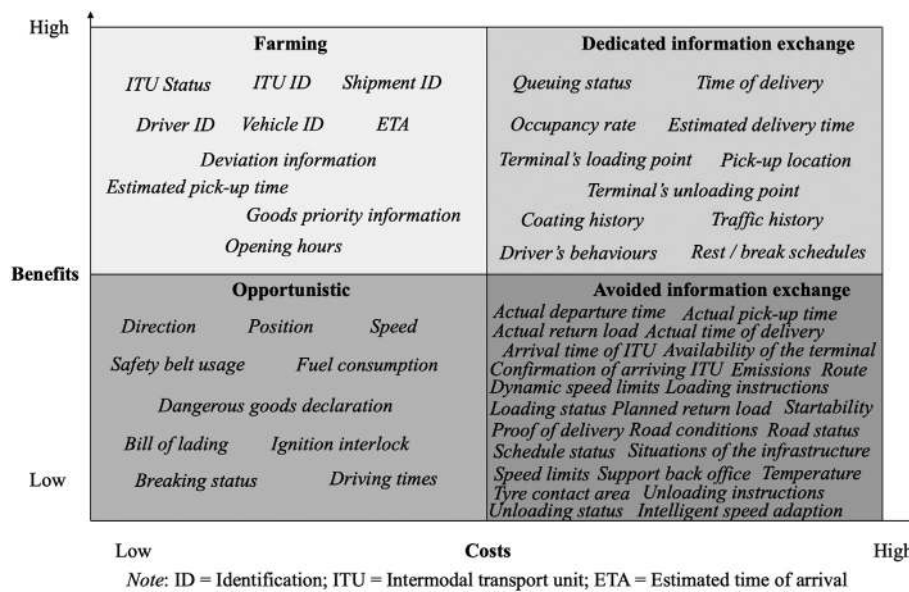 High
Farming
ITU Status ITU ID Shipment ID
Driver ID Vehicle ID ETA
Deviation information
Estimated pick-up time
Goods priority information
Opening hours
Dedicated information exchange
Queuing status Time of delivery
Occupancy rate Estimated delivery time
Terminal's loading point Pick-up location
Terminal's unloading point
Coating history Traffic history
Driver's behaviours Rest / break schedules
Benefits
Opportunistic
Direction Position Speed
Safety belt usage Fuel consumption
Dangerous goods declaration
Bill of lading Ignition interlock
Breaking status Driving times
Avoided information exchange
Actual departure time Actual pick-up time
Actual return load Actual time of delivery
Arrival time of ITU Availability of the terminal
Confirmation of arriving ITU Emissions Route
Dynamic speed limits Loading instructions
Loading status Planned return load Startability
Proof of delivery Road conditions Road status
Schedule status Situations of the infrastructure
Speed limits Support back office Temperature
Tyre contact area Unloading instructions
Unloading status Intelligent speed adaption
Low
Low Costs High
Note: ID = Identification; ITU = Intermodal transport unit; ETA = Estimated time of arrival